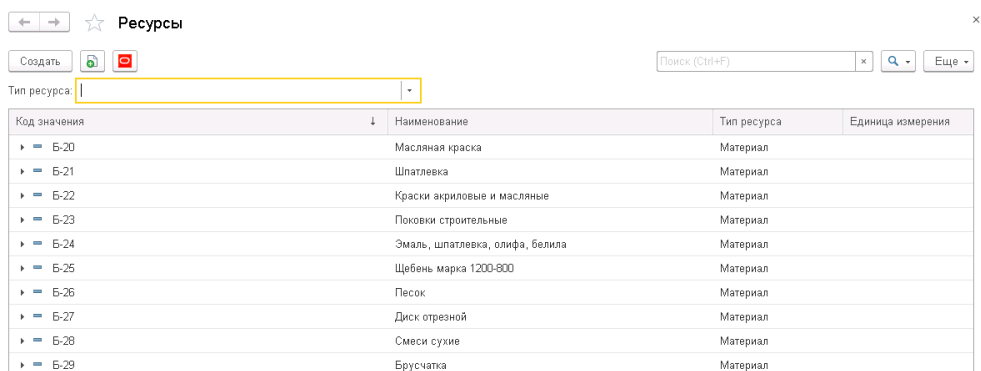 Ресурсы
Создать
Поиск (Ctrl+F)
Еще
Тип ресурса:
Код значения Наименование Тип ресурса Единица измерения
Б-20 Масляная краска Материал
Б-21 Шпатлевка Материал
Б-22 Краски акриловые и масляные Материал
Б-23 Поковки строительные Материал
Б-24 Эмаль, шпатлевка, олифа, белила Материал
Б-25 Щебень марка 1200-800 Материал
Б-26 Песок Материал
Б-27 Диск отрезной Материал
Б-28 Смеси сухие Материал
Б-29 Брусчатка Материал